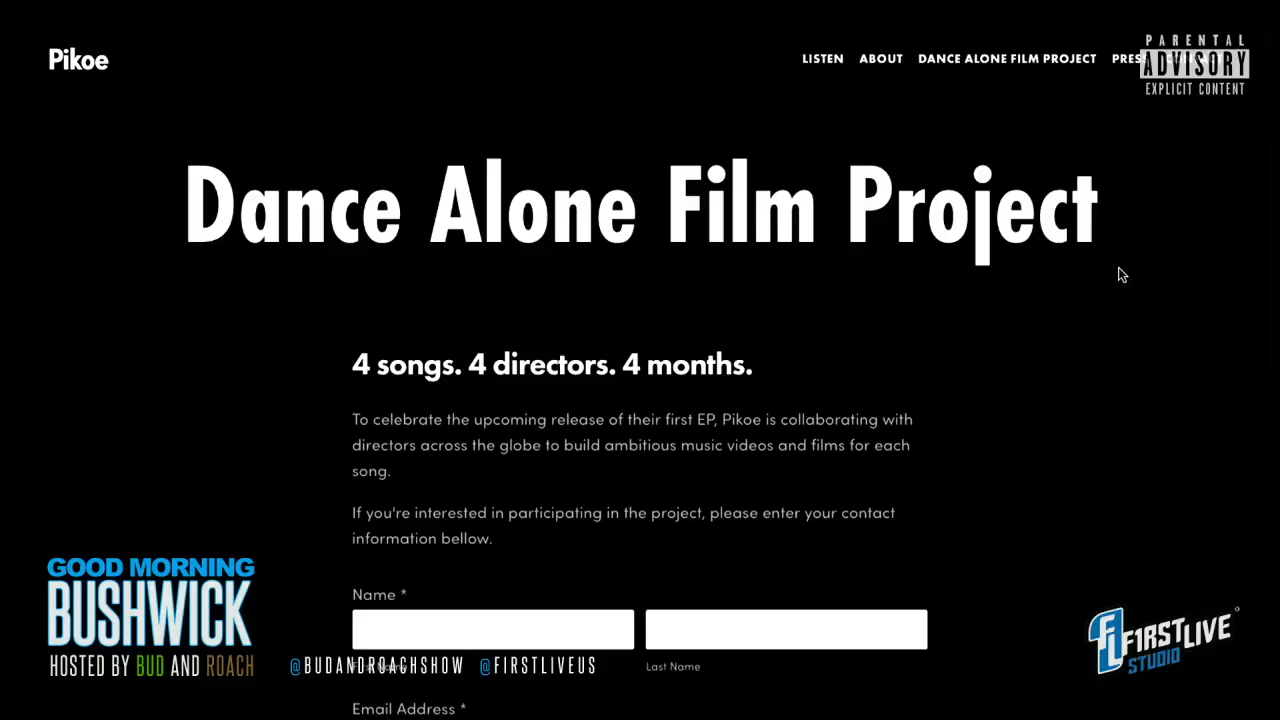 Pikoe
LISTEN ABOUT DANCE ALONE FILM PROJECT PRESS
PARENTAL
ADVISORY
EXPLICIT CONTENT
Dance Alone Film Project
4 songs. 4 directors. 4 months.
To celebrate the upcoming release of their first EP, Pikoe is collaborating with
directors across the globe to build ambitious music videos and films for each
song.
If you're interested in participating in the project, please enter your contact
information bellow.
Name *
Last Name
Email Address *
GOOD MORNING
BUSHWICK
HOSTED BY BUD AND ROACH
@BUDANDROACHSHOW @FIRSTLIVEUS
FL F1RSTLIVE
STUDIO